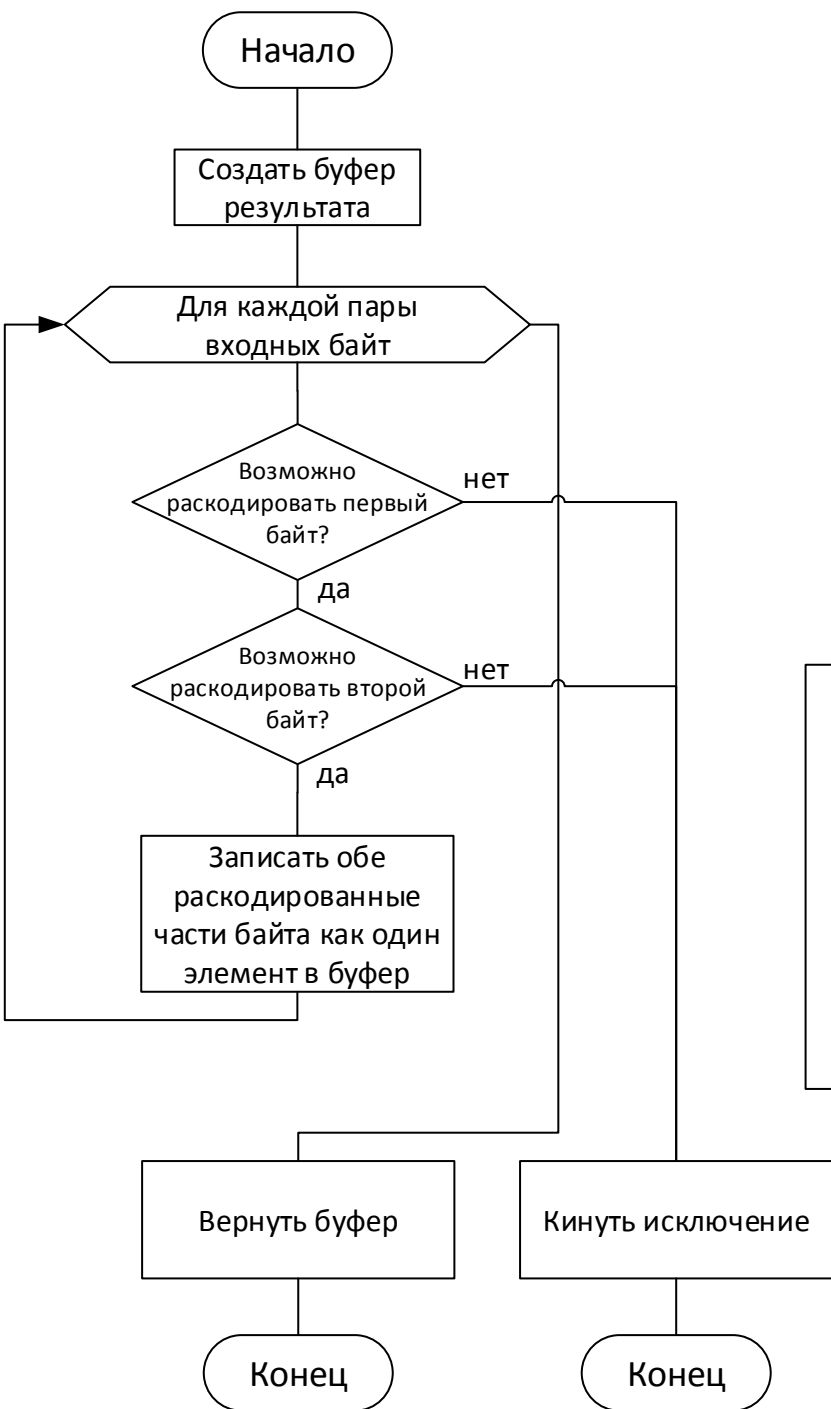 Начало
Создать буфер
результата
Для каждой пары
входных байт
Возможно
раскодировать первый
байт?
нет
да
Возможно
раскодировать второй
байт?
нет
да
Записать обе
раскодированные
части байта как один
элемент в буфер
Вернуть буфер
Кинуть исключение
Конец
Конец